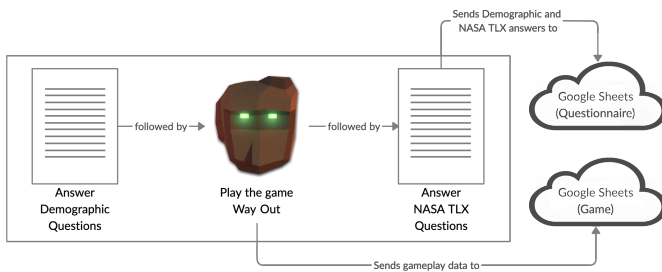 Sends Demographic and
NASA TLX answers to
Google Sheets
(Questionnaire)
followed by
followed by
Answer
Demographic
Questions
Play the game
Way Out
Answer
NASA TLX
Questions
Google Sheets
(Game)
Sends gameplay data to